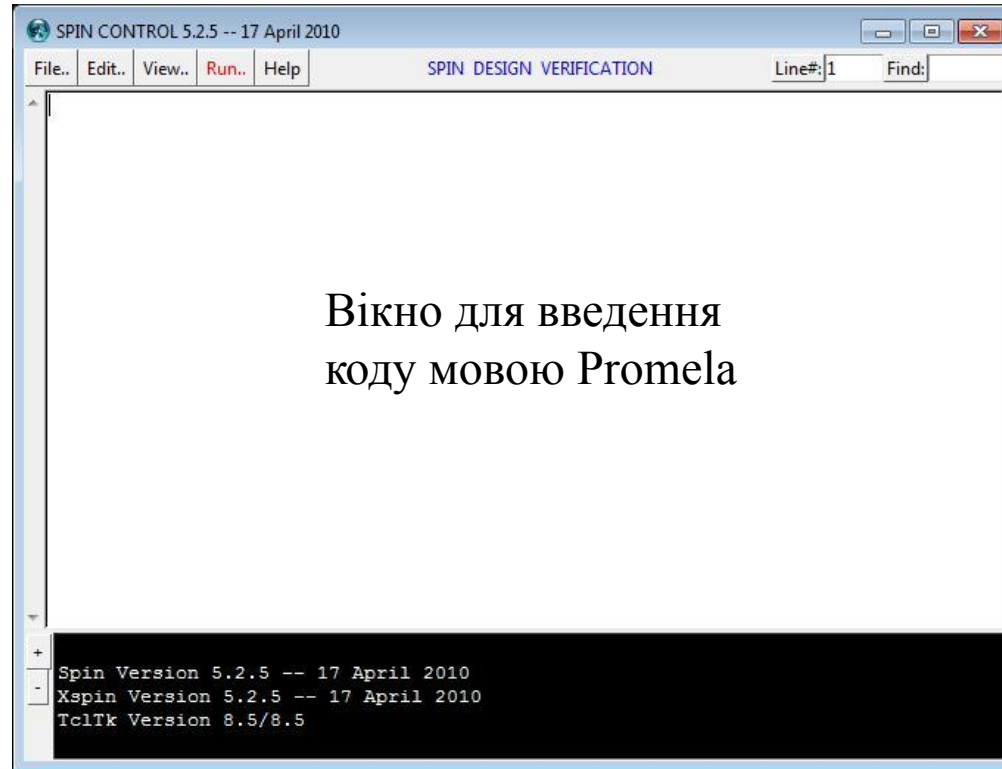 SPIN CONTROL 5.2.5 -- 17 April 2010
File.. Edit.. View.. Run.. Help SPIN DESIGN VERIFICATION Line#: 1 Find:
Вікно для введення
коду мовою Promela
+
Spin Version 5.2.5 -- 17 April 2010
-
Xspin Version 5.2.5 -- 17 April 2010
TclTk Version 8.5/8.5